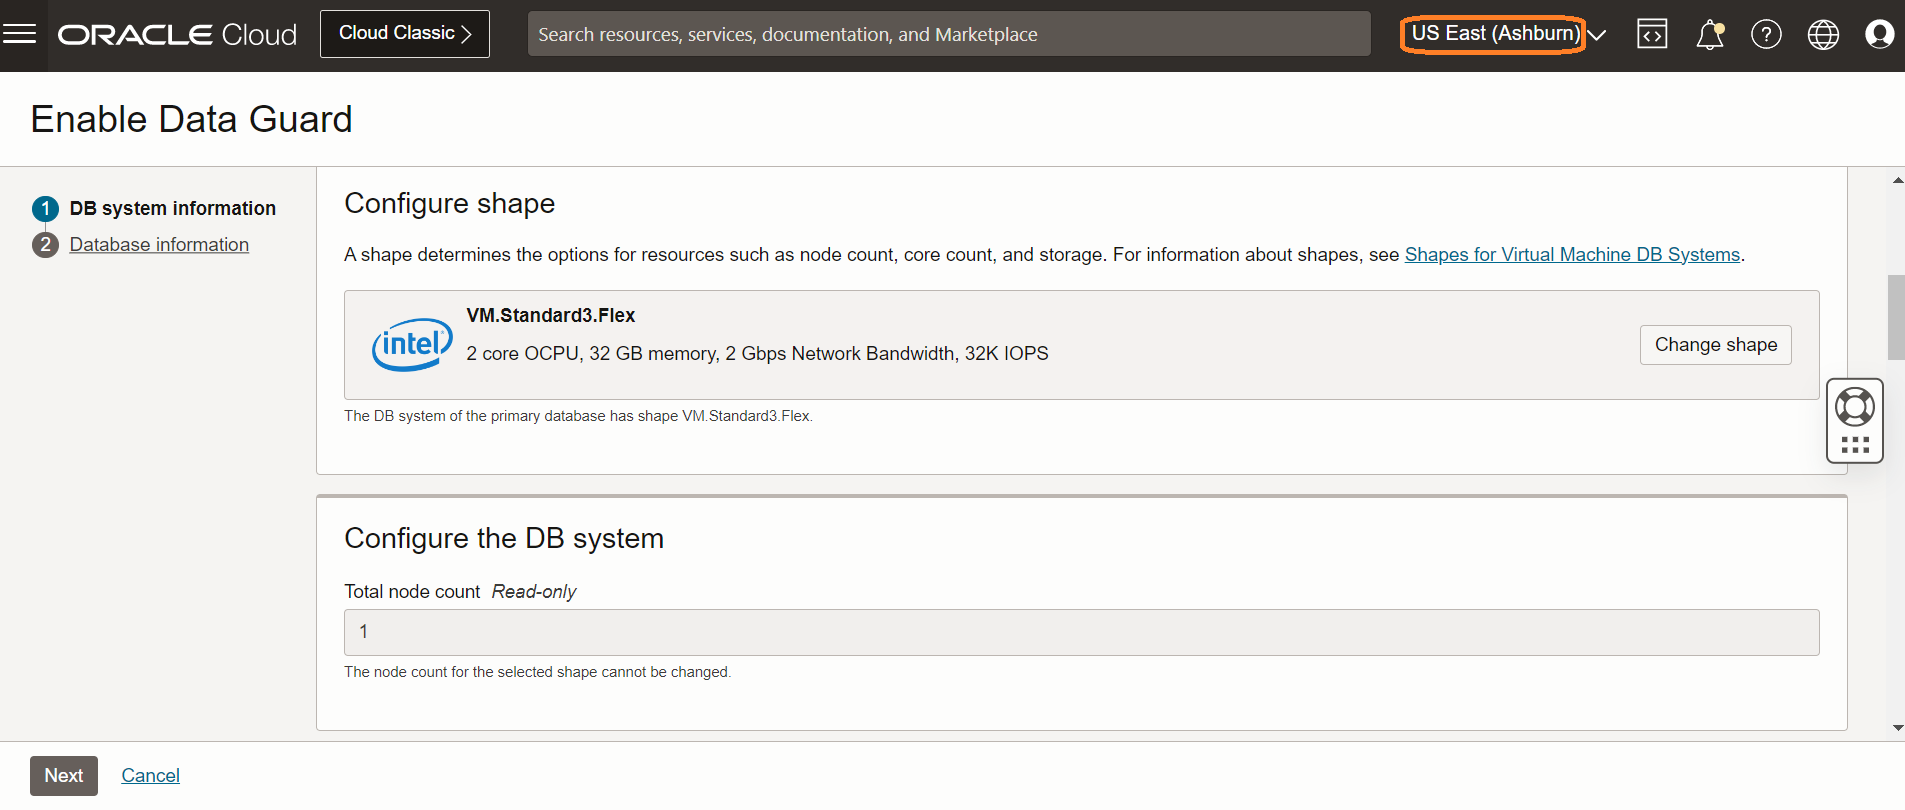 ORACLE Cloud
Cloud Classic
Search resources, services, documentation, and Marketplace
US East (Ashburn)
Enable Data Guard
1 DB system information
2 Database information
Configure shape
A shape determines the options for resources such as node count, core count, and storage. For information about shapes, see Shapes for Virtual Machine DB Systems.
intel
VM.Standard3.Flex
2 core OCPU, 32 GB memory, 2 Gbps Network Bandwidth, 32K IOPS
Change shape
The DB system of the primary database has shape VM.Standard3.Flex.
Configure the DB system
Total node count Read-only
1
The node count for the selected shape cannot be changed.
Next
Cancel